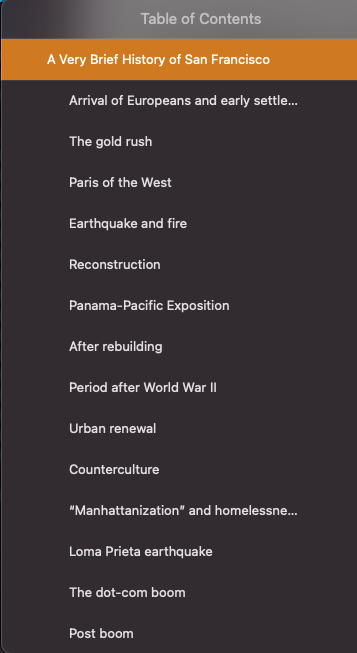 Table of Contents
A Very Brief History of San Francisco
Arrival of Europeans and early settle...
The gold rush
Paris of the West
Earthquake and fire
Reconstruction
Panama-Pacific Exposition
After rebuilding
Period after World War II
Urban renewal
Counterculture
“Manhattanization” and homelessne...
Loma Prieta earthquake
The dot-com boom
Post boom